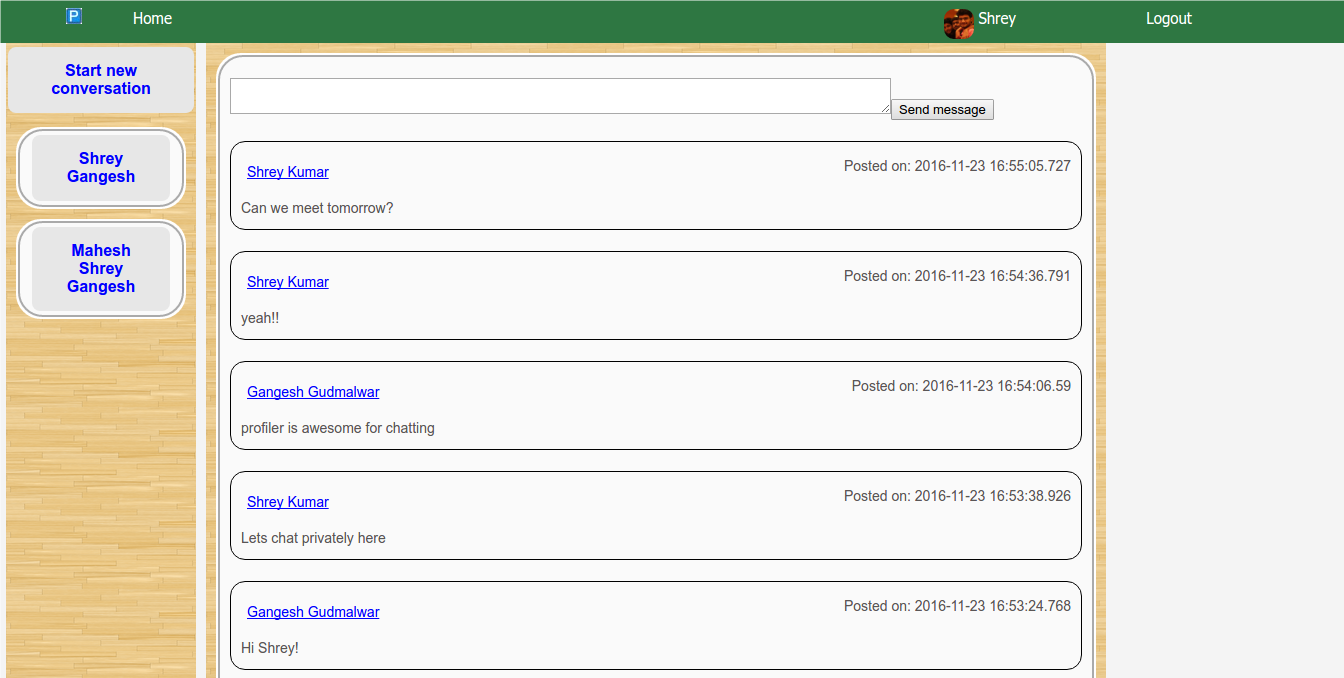 P Home Shrey Logout
Start new
conversation
Shrey
Gangesh
Mahesh
Shrey
Gangesh
Send message
Shrey Kumar Posted on: 2016-11-23 16:55:05.727
Can we meet tomorrow?
Shrey Kumar Posted on: 2016-11-23 16:54:36.791
yeah!!
Gangesh Gudmalwar Posted on: 2016-11-23 16:54:06.59
profiler is awesome for chatting
Shrey Kumar Posted on: 2016-11-23 16:53:38.926
Lets chat privately here
Gangesh Gudmalwar Posted on: 2016-11-23 16:53:24.768
Hi Shrey!